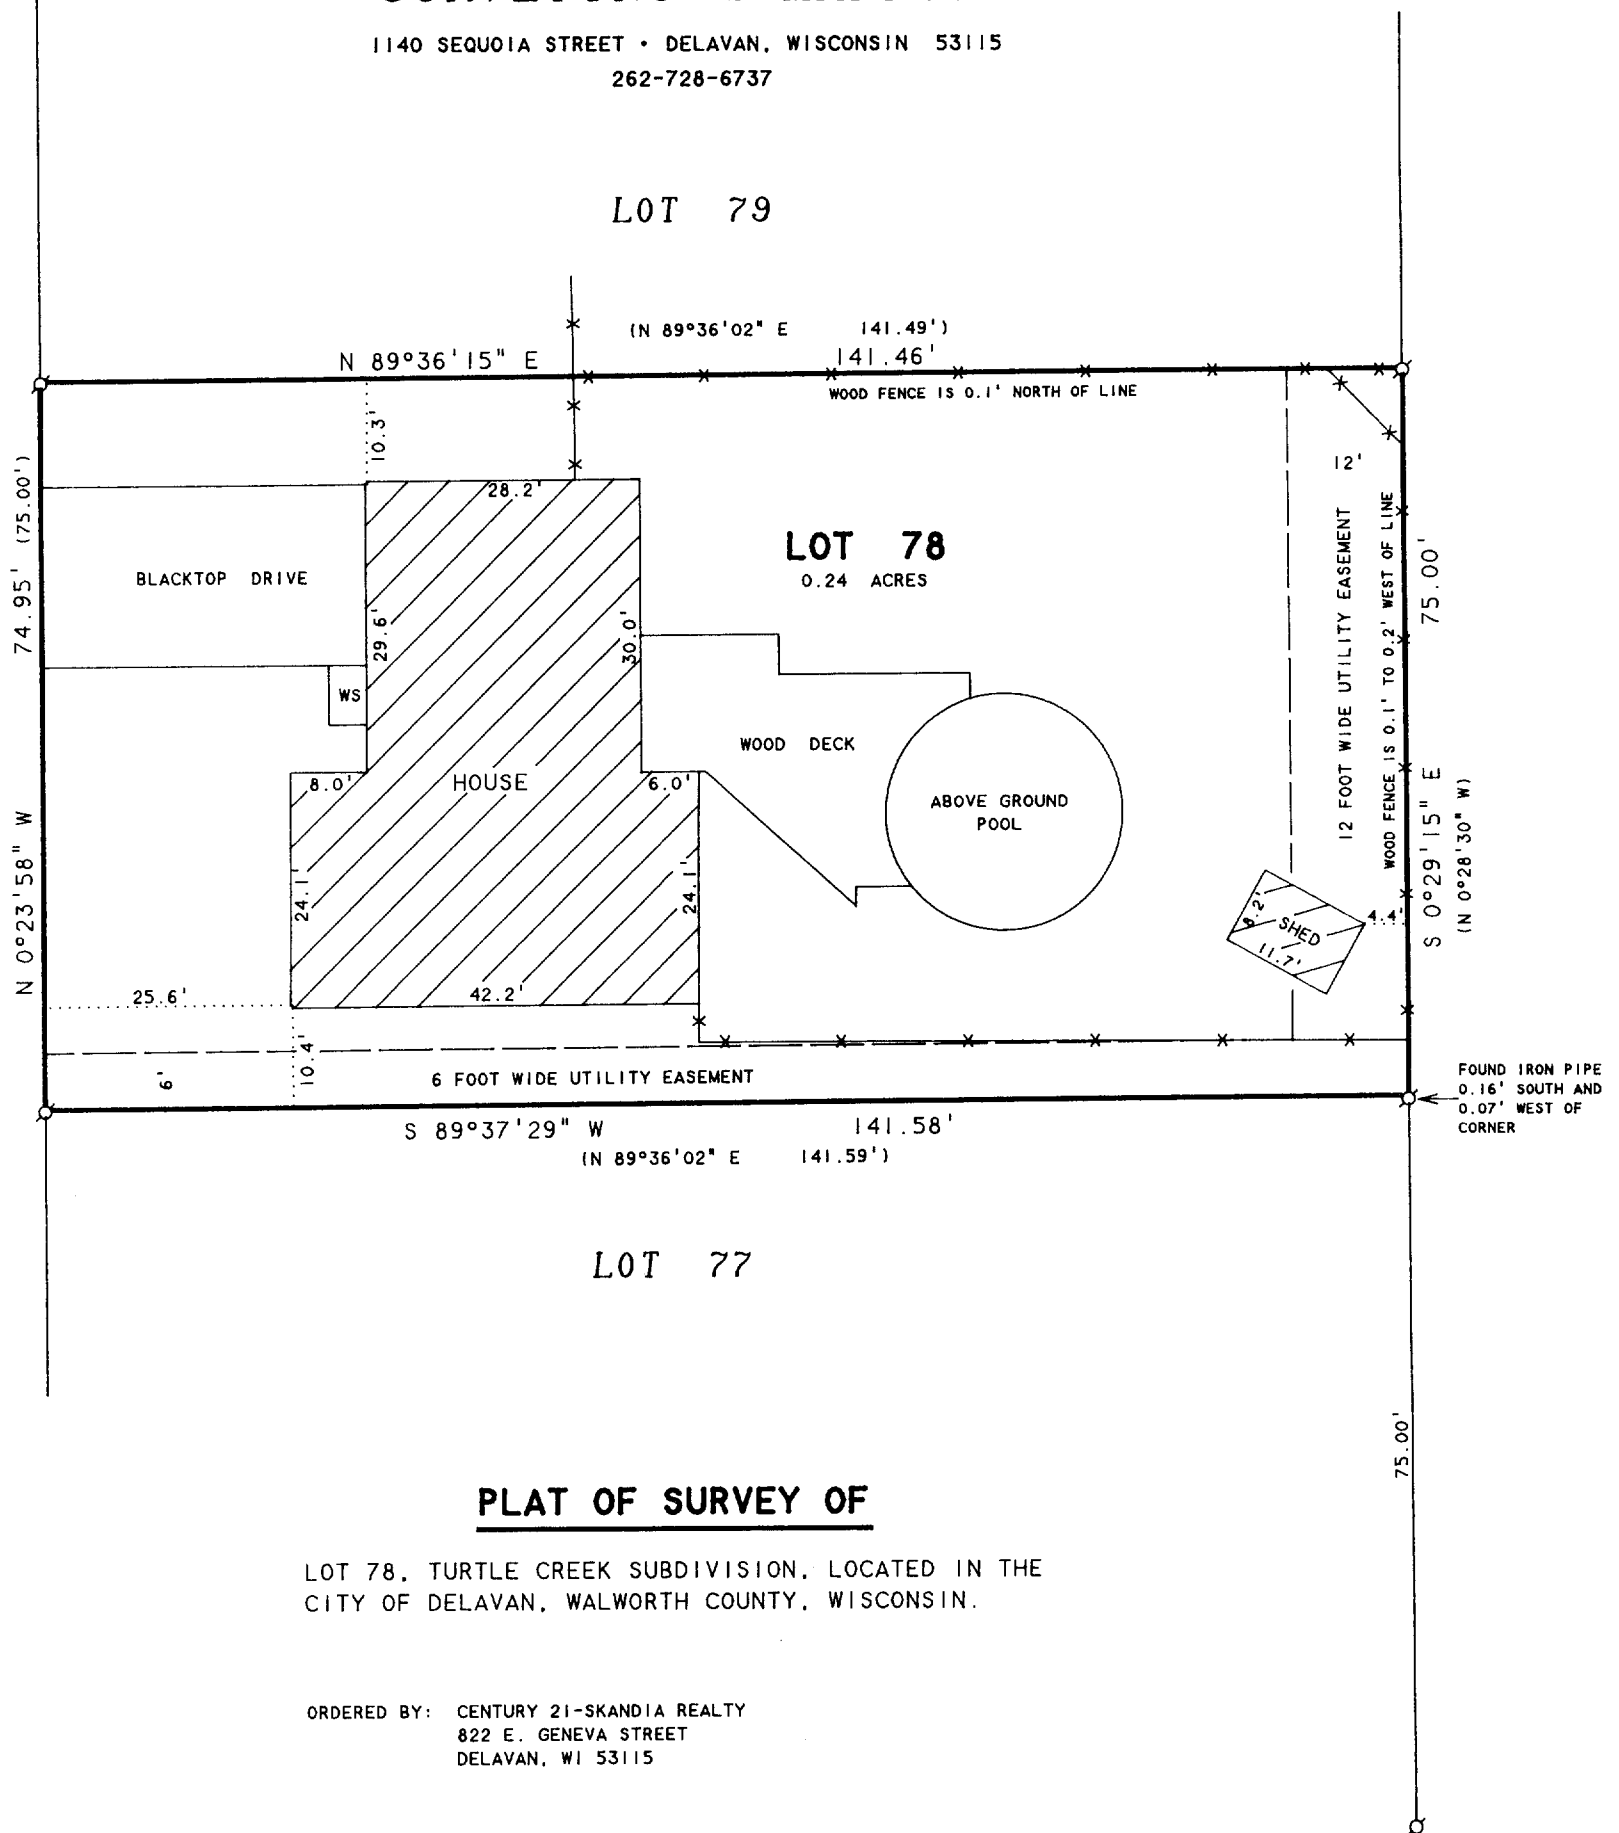 1140 SEQUOIA STREET • DELAVAN, WISCONSIN 53115
262-728-6737
LOT 79
(N 89°36'02" E 141.49')
N 89°36'15" E 141.46'
WOOD FENCE IS 0.1' NORTH OF LINE
10.3'
12'
74.95' (75.00')
28.2'
LOT 78
0.24 ACRES
BLACKTOP DRIVE
29.6'
30.0'
12 FOOT WIDE UTILITY EASEMENT
WOOD FENCE IS 0.1' TO 0.2' WEST OF LINE
75.00'
WS
WOOD DECK
8.0'
HOUSE
6.0'
ABOVE GROUND
POOL
N 0°23'58" W
S 0°29'15" E
(N 0°28'30" W)
24.1'
24.1'
8.2'
SHED
11.7'
4.4'
25.6'
42.2'
10.4'
6'
6 FOOT WIDE UTILITY EASEMENT
FOUND IRON PIPE
0.16' SOUTH AND
0.07' WEST OF
CORNER
S 89°37'29" W 141.58'
(N 89°36'02" E 141.59')
LOT 77
75.00'
PLAT OF SURVEY OF
LOT 78, TURTLE CREEK SUBDIVISION, LOCATED IN THE
CITY OF DELAVAN, WALWORTH COUNTY, WISCONSIN.
ORDERED BY: CENTURY 21-SKANDIA REALTY
822 E. GENEVA STREET
DELAVAN, WI 53115